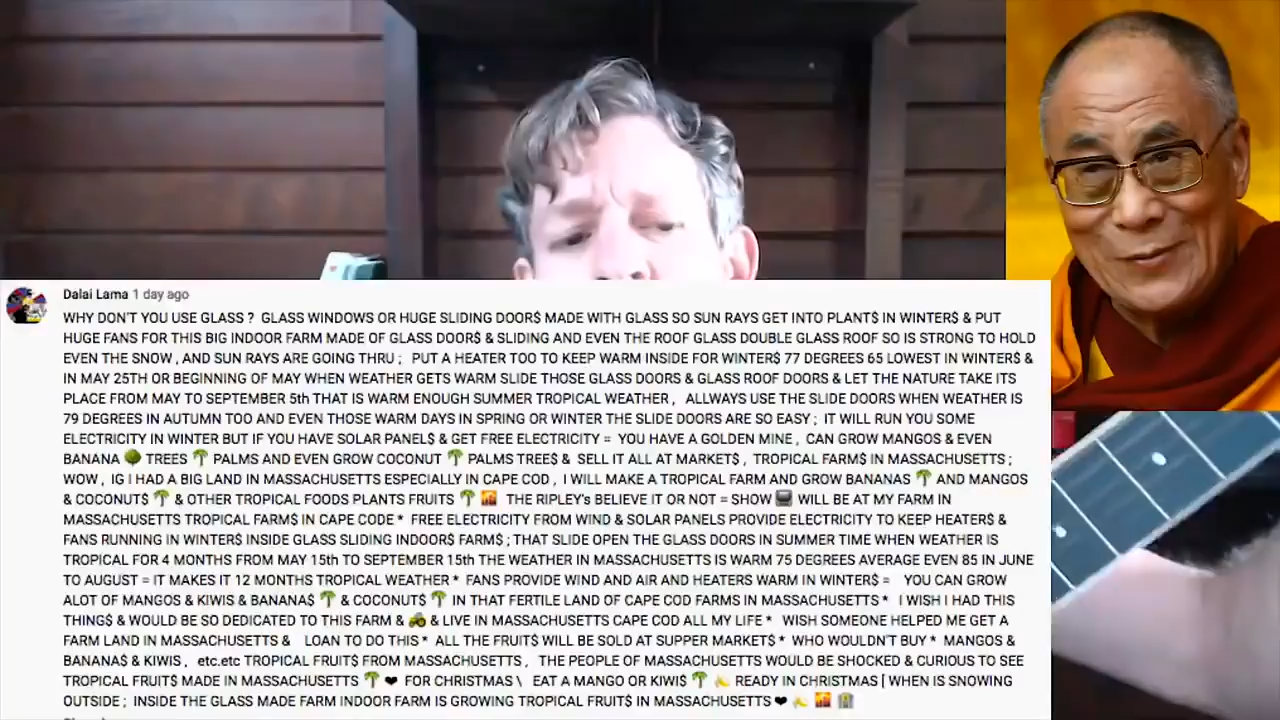 Dalai Lama 1 day ago
WHY DON'T YOU USE GLASS ? GLASS WINDOWS OR HUGE SLIDING DOOR$ MADE WITH GLASS SO SUN RAYS GET INTO PLANT$ IN WINTER$ & PUT
HUGE FANS FOR THIS BIG INDOOR FARM MADE OF GLASS DOOR$ & SLIDING AND EVEN THE ROOF GLASS DOUBLE GLASS ROOF SO IS STRONG TO HOLD
EVEN THE SNOW , AND SUN RAYS ARE GOING THRU ; PUT A HEATER TOO TO KEEP WARM INSIDE FOR WINTER$ 77 DEGREES 65 LOWEST IN WINTER$ &
IN MAY 25TH OR BEGINNING OF MAY WHEN WEATHER GETS WARM SLIDE THOSE GLASS DOORS & GLASS ROOF DOORS & LET THE NATURE TAKE ITS
PLACE FROM MAY TO SEPTEMBER 5th THAT IS WARM ENOUGH SUMMER TROPICAL WEATHER , ALLWAYS USE THE SLIDE DOORS WHEN WEATHER IS
79 DEGREES IN AUTUMN TOO AND EVEN THOSE WARM DAYS IN SPRING OR WINTER THE SLIDE DOORS ARE SO EASY ; IT WILL RUN YOU SOME
ELECTRICITY IN WINTER BUT IF YOU HAVE SOLAR PANEL$ & GET FREE ELECTRICITY = YOU HAVE A GOLDEN MINE , CAN GROW MANGOS & EVEN
BANANA 🌳 TREES 🌴 PALMS AND EVEN GROW COCONUT 🌴 PALMS TREE$ & SELL IT ALL AT MARKET$ , TROPICAL FARM$ IN MASSACHUSETTS ;
WOW , IG I HAD A BIG LAND IN MASSACHUSETTS ESPECIALLY IN CAPE COD , I WILL MAKE A TROPICAL FARM AND GROW BANANAS 🌴 AND MANGOS
& COCONUT$ 🌴 & OTHER TROPICAL FOODS PLANTS FRUITS 🌴 🌇 THE RIPLEY's BELIEVE IT OR NOT = SHOW 🖥 WILL BE AT MY FARM IN
MASSACHUSETTS TROPICAL FARM$ IN CAPE CODE * FREE ELECTRICITY FROM WIND & SOLAR PANELS PROVIDE ELECTRICITY TO KEEP HEATER$ &
FANS RUNNING IN WINTER$ INSIDE GLASS SLIDING INDOOR$ FARM$ ; THAT SLIDE OPEN THE GLASS DOORS IN SUMMER TIME WHEN WEATHER IS
TROPICAL FOR 4 MONTHS FROM MAY 15th TO SEPTEMBER 15th THE WEATHER IN MASSACHUSETTS IS WARM 75 DEGREES AVERAGE EVEN 85 IN JUNE
TO AUGUST = IT MAKES IT 12 MONTHS TROPICAL WEATHER * FANS PROVIDE WIND AND AIR AND HEATERS WARM IN WINTER$ = YOU CAN GROW
ALOT OF MANGOS & KIWIS & BANANA$ 🌴 & COCONUT$ 🌴 IN THAT FERTILE LAND OF CAPE COD FARMS IN MASSACHUSETTS * I WISH I HAD THIS
THING$ & WOULD BE SO DEDICATED TO THIS FARM & 🚜 & LIVE IN MASSACHUSETTS CAPE COD ALL MY LIFE * WISH SOMEONE HELPED ME GET A
FARM LAND IN MASSACHUSETTS & LOAN TO DO THIS * ALL THE FRUIT$ WILL BE SOLD AT SUPPER MARKET$ * WHO WOULDN'T BUY * MANGOS &
BANANA$ & KIWIS , etc.etc TROPICAL FRUIT$ FROM MASSACHUSETTS , THE PEOPLE OF MASSACHUSETTS WOULD BE SHOCKED & CURIOUS TO SEE
TROPICAL FRUIT$ MADE IN MASSACHUSETTS 🌴 ❤ FOR CHRISTMAS \ EAT A MANGO OR KIWI$ 🌴 🍌 READY IN CHRISTMAS [ WHEN IS SNOWING
OUTSIDE ; INSIDE THE GLASS MADE FARM INDOOR FARM IS GROWING TROPICAL FRUIT$ IN MASSACHUSETTS ❤ 🍌 🌇 🏨